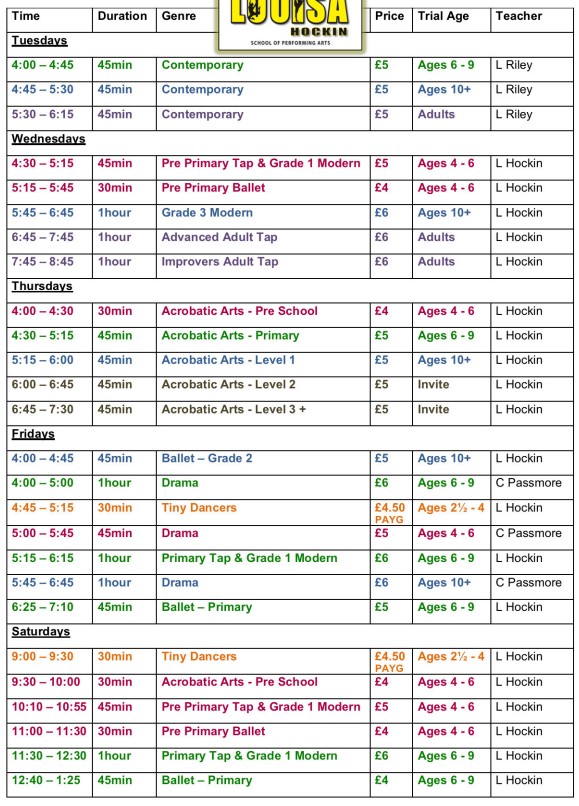 LOUISA
HOCKIN
SCHOOL OF PERFORMING ARTS
Time Duration Genre Price Trial Age Teacher
Tuesdays
4:00 – 4:45 45min Contemporary £5 Ages 6 - 9 L Riley
4:45 – 5:30 45min Contemporary £5 Ages 10+ L Riley
5:30 – 6:15 45min Contemporary £5 Adults L Riley
Wednesdays
4:30 – 5:15 45min Pre Primary Tap & Grade 1 Modern £5 Ages 4 - 6 L Hockin
5:15 – 5:45 30min Pre Primary Ballet £4 Ages 4 - 6 L Hockin
5:45 – 6:45 1hour Grade 3 Modern £6 Ages 10+ L Hockin
6:45 – 7:45 1hour Advanced Adult Tap £6 Adults L Hockin
7:45 – 8:45 1hour Improvers Adult Tap £6 Adults L Hockin
Thursdays
4:00 – 4:30 30min Acrobatic Arts - Pre School £4 Ages 4 - 6 L Hockin
4:30 – 5:15 45min Acrobatic Arts - Primary £5 Ages 6 - 9 L Hockin
5:15 – 6:00 45min Acrobatic Arts - Level 1 £5 Ages 10+ L Hockin
6:00 – 6:45 45min Acrobatic Arts - Level 2 £5 Invite L Hockin
6:45 – 7:30 45min Acrobatic Arts - Level 3 + £5 Invite L Hockin
Fridays
4:00 – 4:45 45min Ballet – Grade 2 £5 Ages 10+ L Hockin
4:00 – 5:00 1hour Drama £6 Ages 6 - 9 C Passmore
4:45 – 5:15 30min Tiny Dancers £4.50 Ages 2½ - 4 L Hockin
PAYG
5:00 – 5:45 45min Drama £5 Ages 4 - 6 C Passmore
5:15 – 6:15 1hour Primary Tap & Grade 1 Modern £6 Ages 6 - 9 L Hockin
5:45 – 6:45 1hour Drama £6 Ages 10+ C Passmore
6:25 – 7:10 45min Ballet – Primary £5 Ages 6 - 9 L Hockin
Saturdays
9:00 – 9:30 30min Tiny Dancers £4.50 Ages 2½ - 4 L Hockin
PAYG
9:30 – 10:00 30min Acrobatic Arts - Pre School £4 Ages 4 - 6 L Hockin
10:10 – 10:55 45min Pre Primary Tap & Grade 1 Modern £5 Ages 4 - 6 L Hockin
11:00 – 11:30 30min Pre Primary Ballet £4 Ages 4 - 6 L Hockin
11:30 – 12:30 1hour Primary Tap & Grade 1 Modern £6 Ages 6 - 9 L Hockin
12:40 – 1:25 45min Ballet – Primary £4 Ages 6 - 9 L Hockin